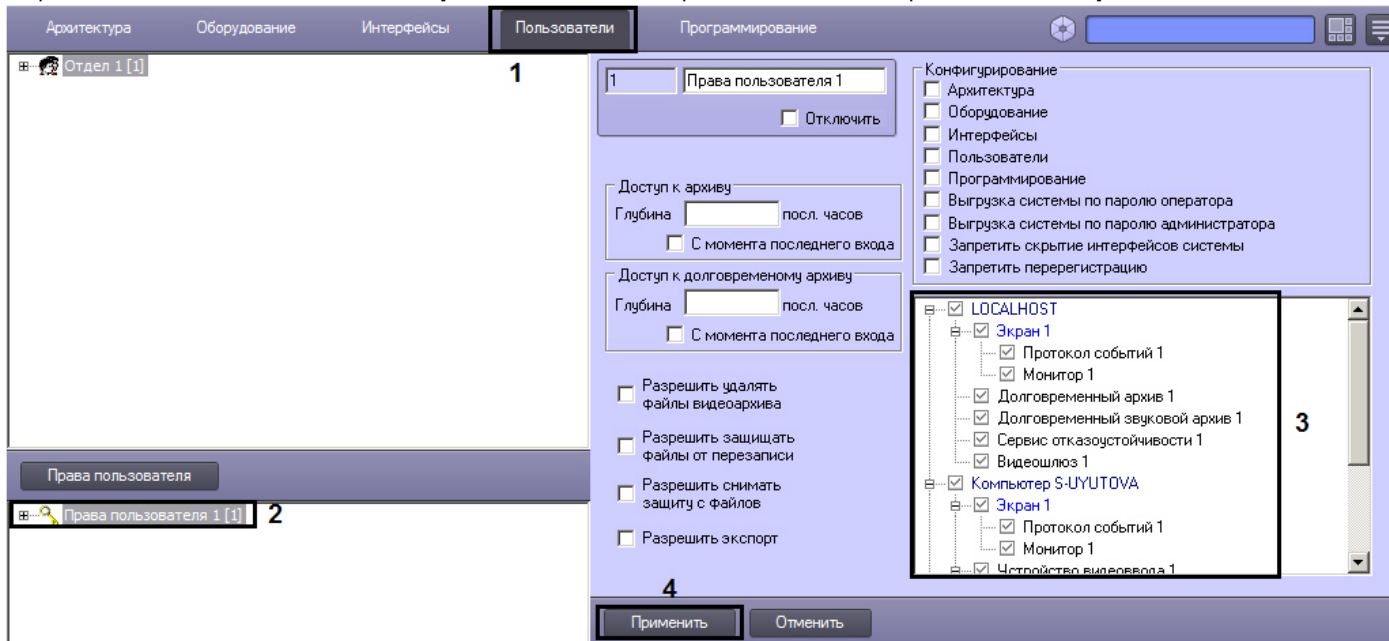 Архитектура Оборудование Интерфейсы Пользователи Программирование
Отдел 1 [1]
1
1 Права пользователя 1
Отключить
Доступ к архиву
Глубина посл. часов
С момента последнего входа
Доступ к долговременому архиву
Глубина посл. часов
С момента последнего входа
Разрешить удалять
файлы видеоархива
Разрешить защищать
файлы от перезаписи
Разрешить снимать
защиту с файлов
Разрешить экспорт
Конфигурирование
Архитектура
Оборудование
Интерфейсы
Пользователи
Программирование
Выгрузка системы по паролю оператора
Выгрузка системы по паролю администратора
Запретить скрытие интерфейсов системы
Запретить перерегистрацию
LOCALHOST
Экран 1
Протокол событий 1
Монитор 1
Долговременный архив 1
Долговременный звуковой архив 1
Сервис отказоустойчивости 1
Видеошлюз 1
Компьютер S-UYUTOVA
Экран 1
Протокол событий 1
Монитор 1
Устройство видеоввода 1
3
Права пользователя
Права пользователя 1 [1] 2
4
Применить Отменить